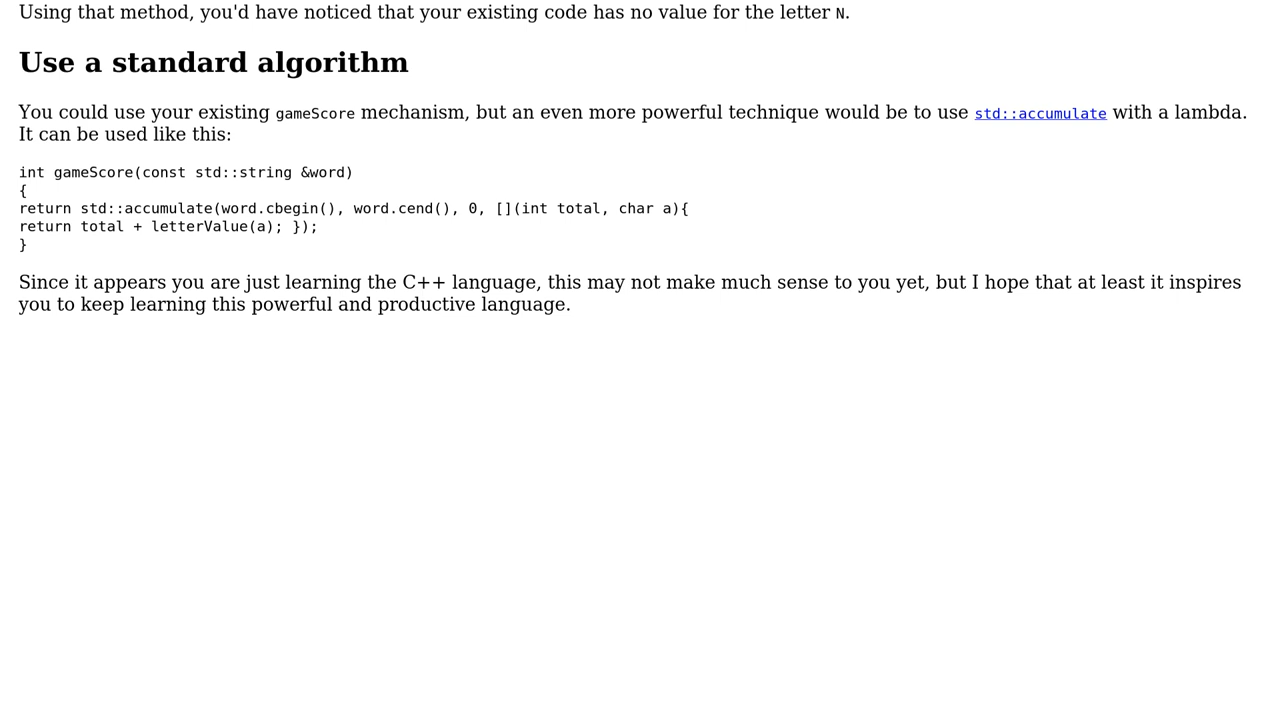 Using that method, you'd have noticed that your existing code has no value for the letter N.
Use a standard algorithm
You could use your existing gameScore mechanism, but an even more powerful technique would be to use std::accumulate with a lambda.
It can be used like this:
int gameScore(const std::string &word)
{
return std::accumulate(word.cbegin(), word.cend(), 0, [](int total, char a){
return total + letterValue(a); });
}
Since it appears you are just learning the C++ language, this may not make much sense to you yet, but I hope that at least it inspires
you to keep learning this powerful and productive language.